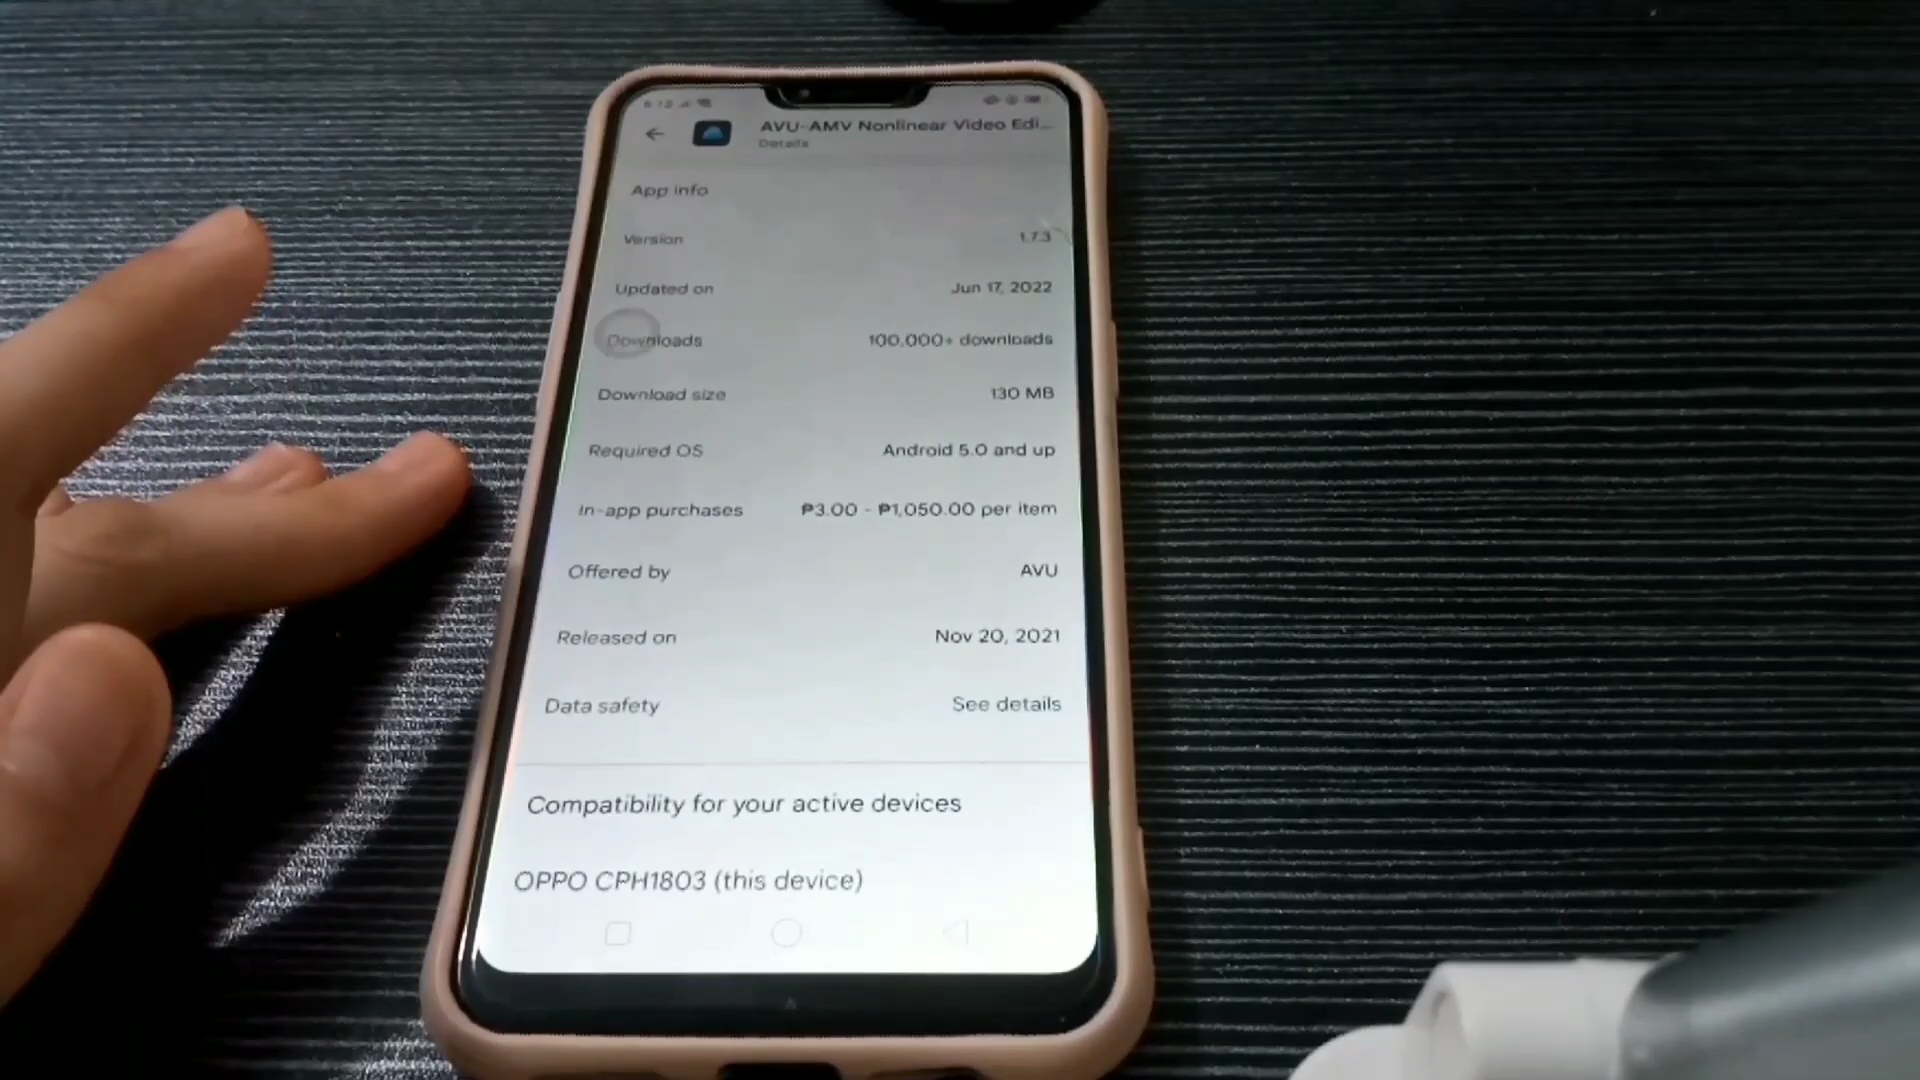 AVU-AMV Nonlinear Video Edi...
Details
App info
Version 1.7.3
Updated on Jun 17, 2022
Downloads 100,000+ downloads
Download size 130 MB
Required OS Android 5.0 and up
In-app purchases ₱3.00 - ₱1,050.00 per item
Offered by AVU
Released on Nov 20, 2021
Data safety See details
Compatibility for your active devices
OPPO CPH1803 (this device)